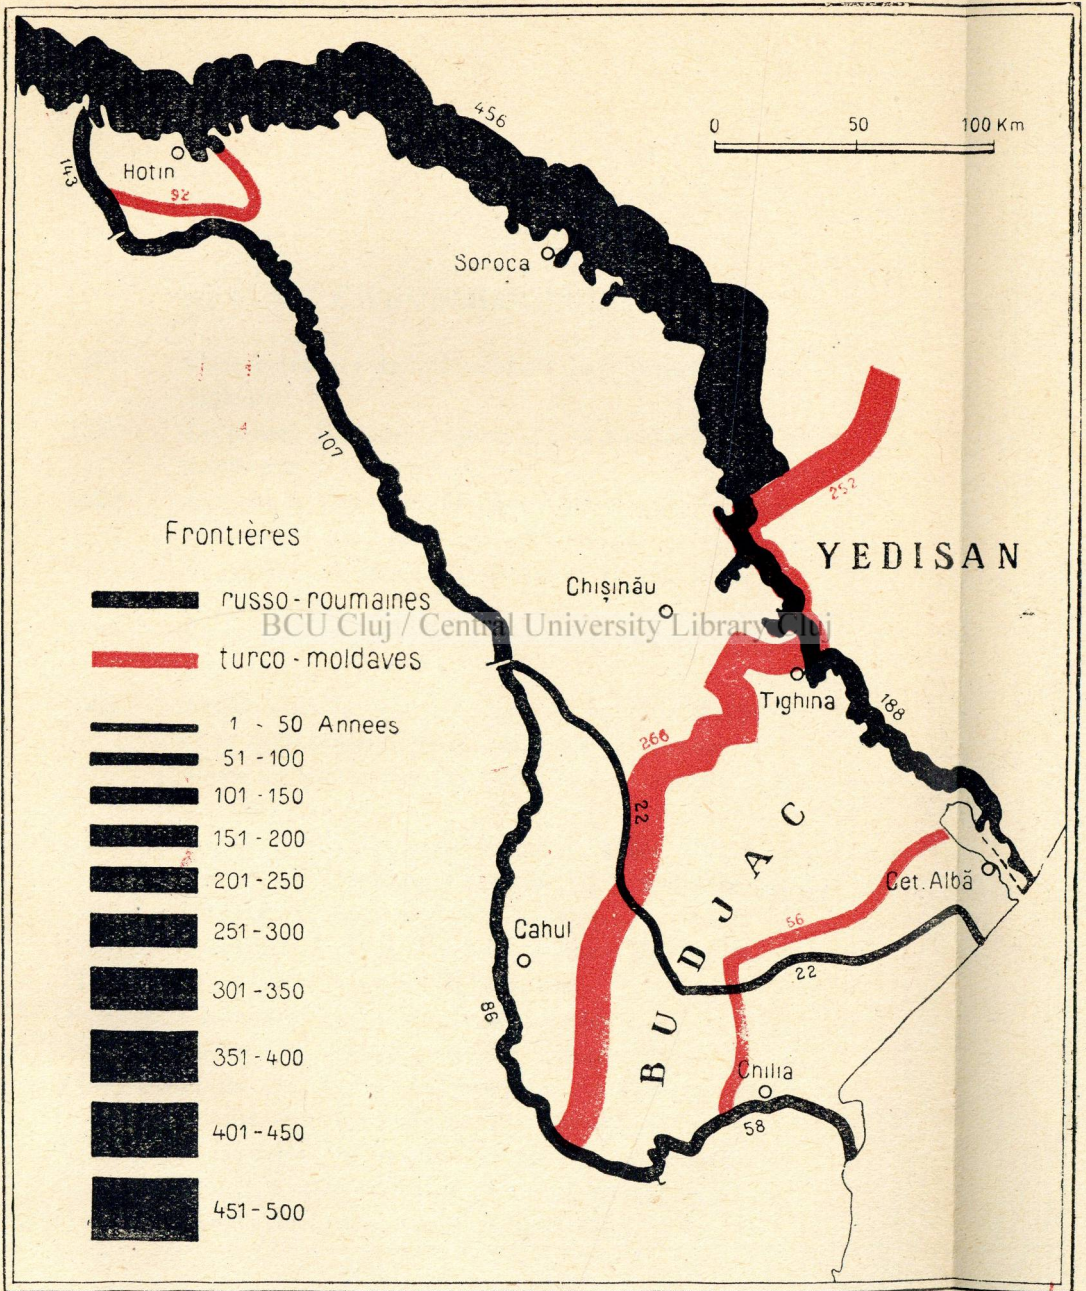 456
0 50 100 Km
143
Hotin
92
Soroca
107
252
Frontières
YEDISAN
russo-roumaines
Chişinău
BCU Cluj / Central University Library Cluj
turco-moldaves
Tighina
188
266
1 - 50 Annees
51-100
101-150
22
BUDJAC
151-200
201-250
Cet. Albă
56
251-300
Cahul
22
301-350
86
351-400
Chilia
58
401-450
451-500